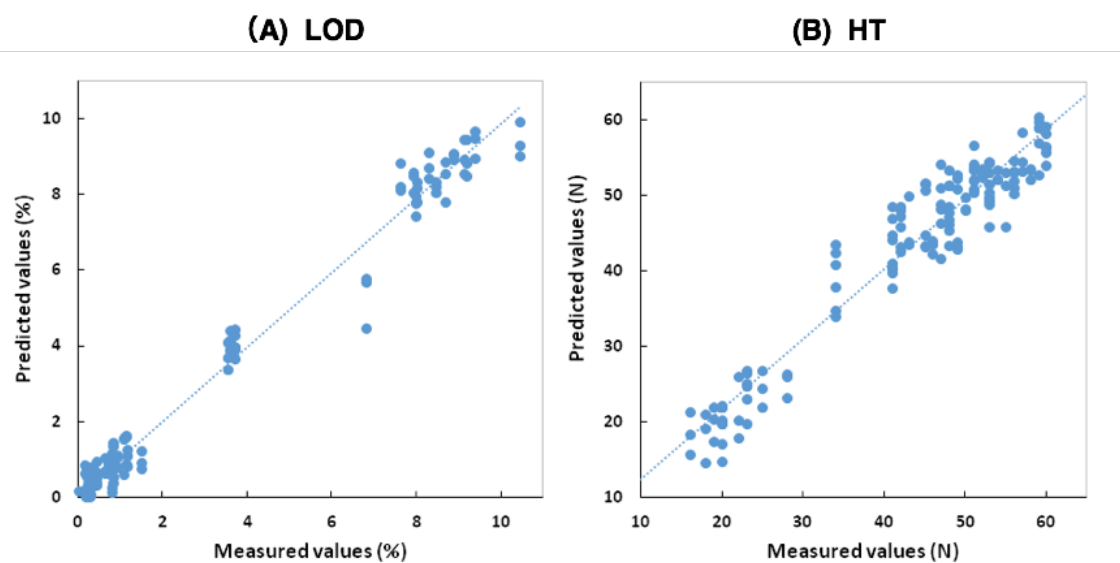 (A) LOD
(B) HT
Predicted values (%)
10
8
6
4
2
0
0 2 4 6 8 10
Measured values (%)
Predicted values (N)
60
50
40
30
20
10
10 20 30 40 50 60
Measured values (N)